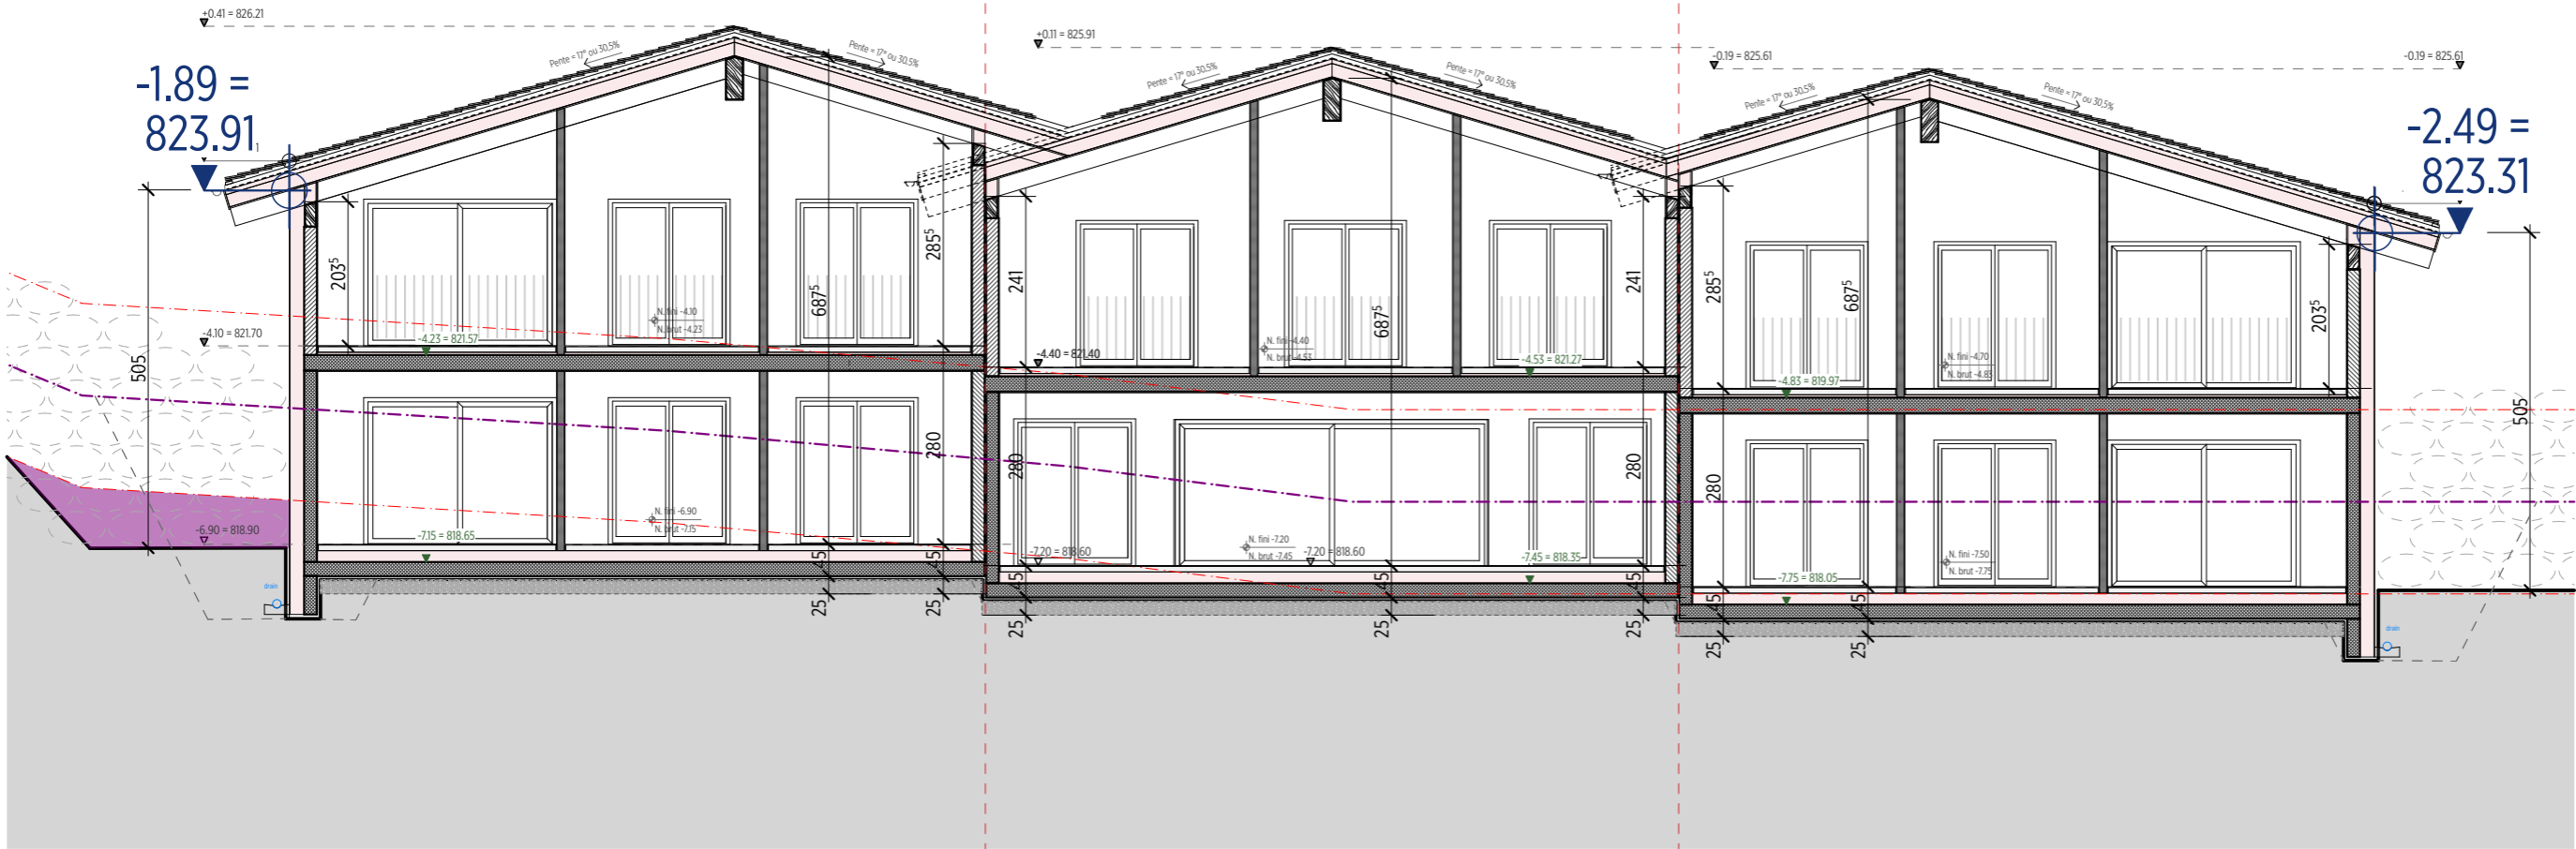 +0.41 = 826.21
Pente = 17° ou 30.5%
Pente = 17° ou 30.5%
+0.11 = 825.91
Pente = 17° ou 30.5%
Pente = 17° ou 30.5%
-0.19 = 825.61
-0.19 = 825.61
Pente = 17° ou 30.5%
Pente = 17° ou 30.5%
-1.89 =
823.91
1
-2.49 =
823.31
203⁵
285⁵
687⁵
241
687⁵
241
285⁵
687⁵
203⁵
505
505
-4.10 = 821.70
-4.23 = 821.57
N. fini -4.10
N. brut -4.23
-4.40 = 821.40
N. fini -4.40
N. brut -4.53
-4.53 = 821.27
-4.83 = 819.97
N. fini -4.70
N. brut -4.83
280
280
280
280
-6.90 = 818.90
-7.15 = 818.65
N. fini -6.90
N. brut -7.15
-7.20 = 818.60
N. fini -7.20
N. brut -7.45
-7.20 = 818.60
-7.45 = 818.35
-7.75 = 818.05
N. fini -7.50
N. brut -7.75
45
45
45
45
45
45
45
25
25
25
25
25
25
25
drain
drain